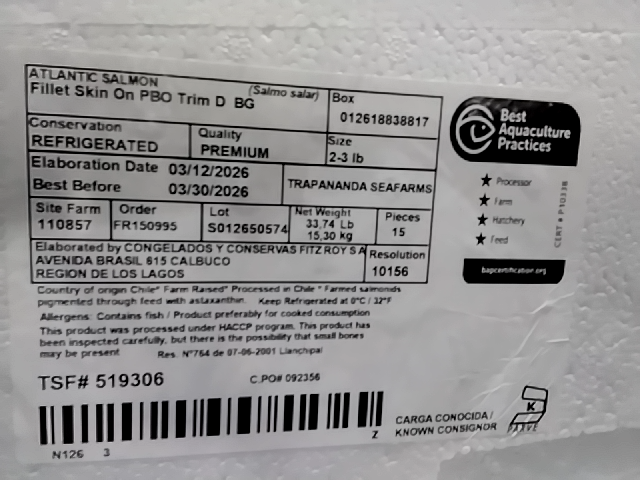 ATLANTIC SALMON
(Salmo salar)
Fillet Skin On PBO Trim D BG
Box
012618838817
Conservation
REFRIGERATED
Quality
PREMIUM
Size
2-3 lb
Elaboration Date 03/12/2026
Best Before 03/30/2026
TRAPANANDA SEAFARMS
Site Farm
110857
Order
FR150995
Lot
S012650574
Net Weight
33,74 Lb
15,30 kg
Pieces
15
Elaborated by CONGELADOS Y CONSERVAS FITZ ROY S A
AVENIDA BRASIL 615 CALBUCO
REGION DE LOS LAGOS
Resolution
10156
Country of origin Chile* Farm Raised* Processed in Chile * Farmed salmonids
pigmented through feed with astaxanthin. Keep Refrigerated at 0°C / 32°F
Allergens: Contains fish / Product preferably for cooked consumption
This product was processed under HACCP program. This product has
been inspected carefully, but there is the possibility that small bones
may be present Res. N°764 de 07-06-2001 Llanchipal
TSF# 519306
C.PO# 092356
N126 3
Z
CARGA CONOCIDA /
KNOWN CONSIGNOR
K
PARVE
Best
Aquaculture
Practices
Processor
Farm
Hatchery
Feed
CERT # P10338
bapcertification.org